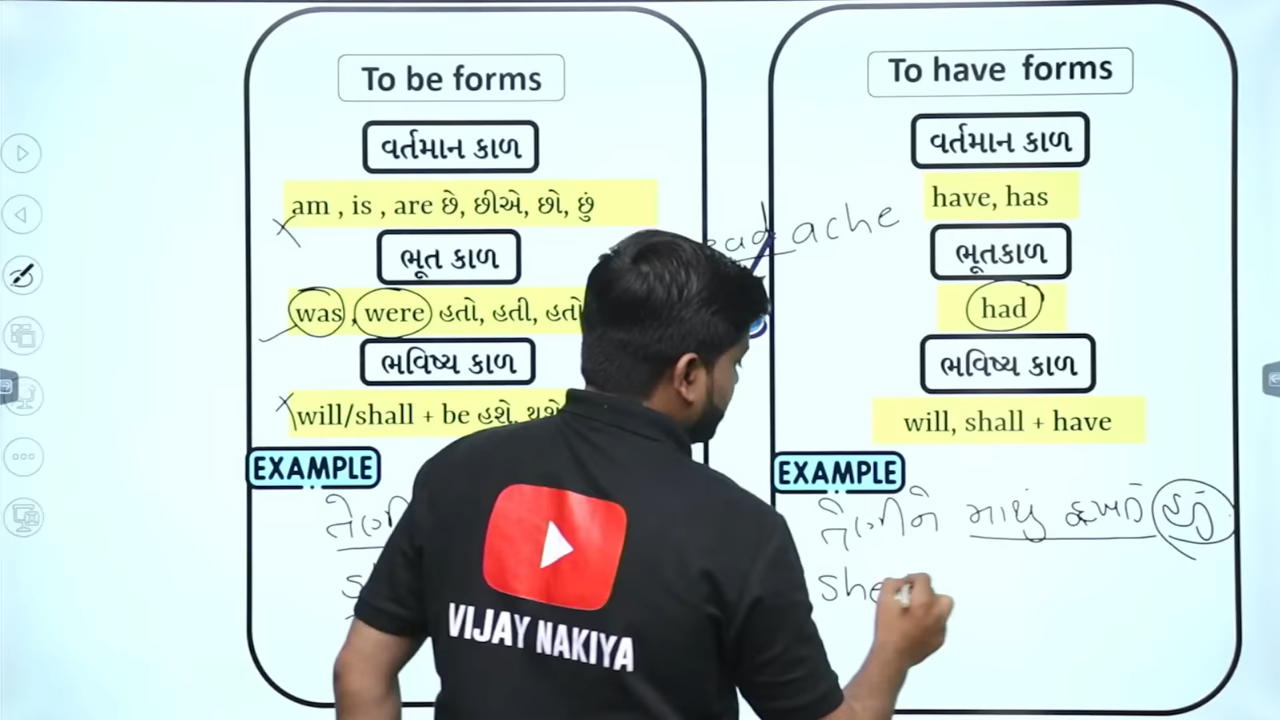 To be forms
વર્તમાન કાળ
am , is , are છે, છીએ, છો, છું
ભૂત કાળ
was , were હતો, હતી,
ભવિષ્ય કાળ
will/shall + be હશે,
EXAMPLE
ache
To have forms
વર્તમાન કાળ
have, has
ભૂતકાળ
had
ભવિષ્ય કાળ
will, shall + have
EXAMPLE
તેણીને માથું દુખતું હતું
She
VIJAY NAKIYA